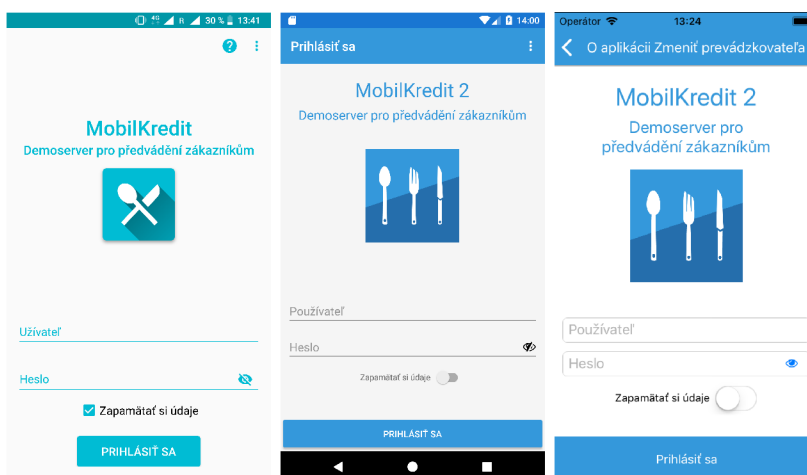 4G R 30 % 13:41
MobilKredit
Demoserver pro předvádění zákazníkům
Užívateľ
Heslo
Zapamätať si údaje
PRIHLÁSIŤ SA
14:00
Prihlásiť sa
MobilKredit 2
Demoserver pro předvádění zákazníkům
Používateľ
Heslo
Zapamätať si údaje
PRIHLÁSIŤ SA
Operátor 13:24
O aplikácii Zmeniť prevádzkovateľa
MobilKredit 2
Demoserver pro
předvádění zákazníkům
Používateľ
Heslo
Zapamätať si údaje
Prihlásiť sa